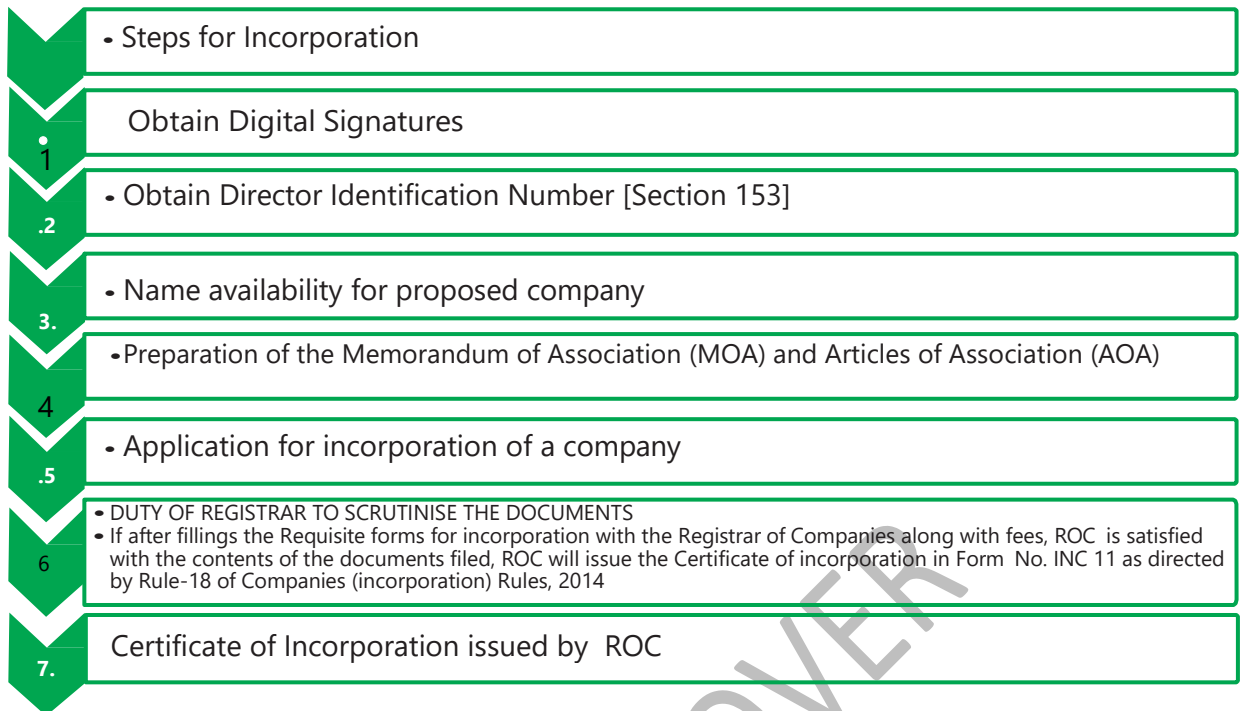 • Steps for Incorporation
Obtain Digital Signatures
•
1
• Obtain Director Identification Number [Section 153]
.2
• Name availability for proposed company
3.
•Preparation of the Memorandum of Association (MOA) and Articles of Association (AOA)
4
• Application for incorporation of a company
.5
• DUTY OF REGISTRAR TO SCRUTINISE THE DOCUMENTS
• If after fillings the Requisite forms for incorporation with the Registrar of Companies along with fees, ROC is satisfied
with the contents of the documents filed, ROC will issue the Certificate of incorporation in Form No. INC 11 as directed
by Rule-18 of Companies (incorporation) Rules, 2014
6
Certificate of Incorporation issued by ROC
7.